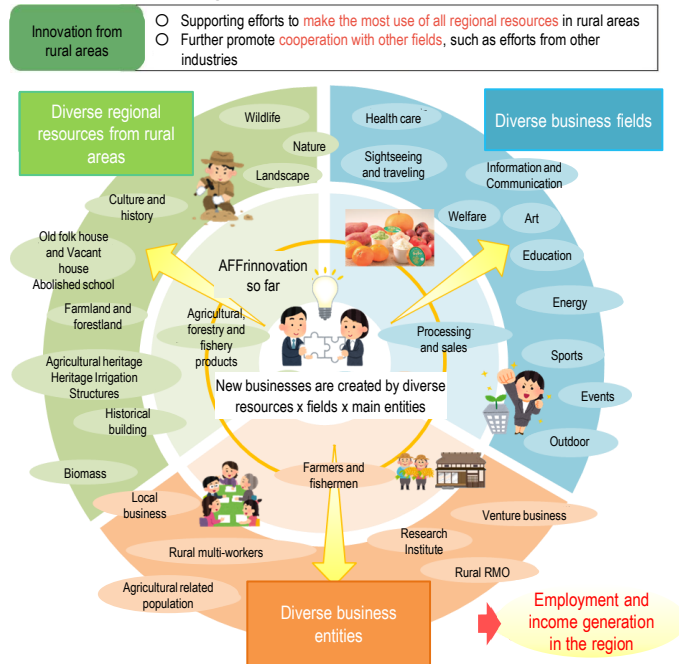 Innovation from
rural areas
○ Supporting efforts to make the most use of all regional resources in rural areas
○ Further promote cooperation with other fields, such as efforts from other
industries
Diverse regional
resources from rural
areas
Diverse business fields
Wildlife
Nature
Landscape
Culture and
history
Old folk house
and Vacant
house
Abolished school
Farmland and
forestland
Agricultural heritage
Heritage Irrigation
Structures
Historical
building
Biomass
Health care
Sightseeing
and traveling
Information and
Communication
Welfare
Art
Education
Energy
Sports
Events
Outdoor
AFFrinnovation
so far
Agricultural,
forestry and
fishery
products
Processing
and sales
New businesses are created by diverse
resources x fields x main entities
Farmers and
fishermen
Local
business
Rural multi-workers
Agricultural related
population
Venture business
Research
Institute
Rural RMO
Diverse business
entities
Employment and
income generation
in the region